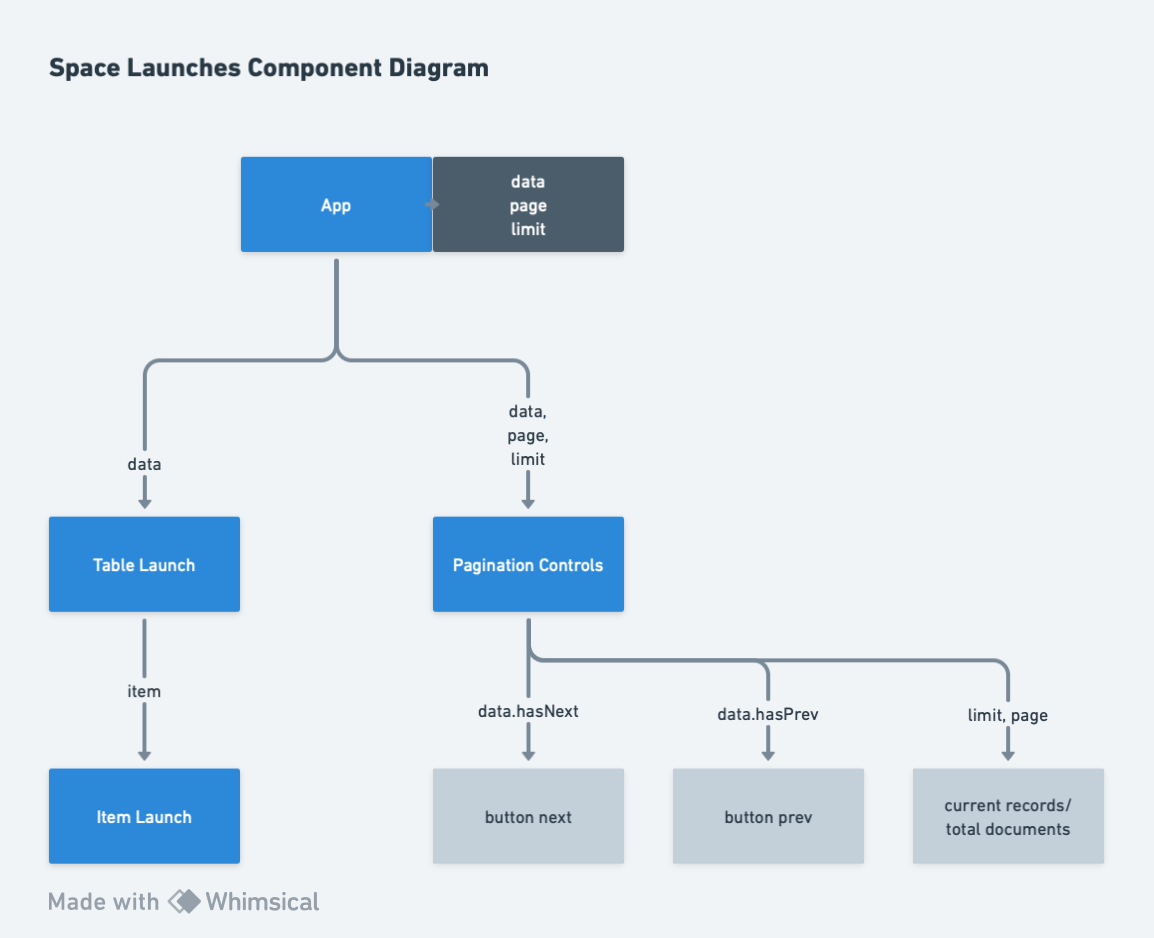 Space Launches Component Diagram
App
data
page
limit
data
data,
page,
limit
Table Launch
Pagination Controls
item
data.hasNext
data.hasPrev
limit, page
Item Launch
button next
button prev
current records/
total documents
Made with Whimsical